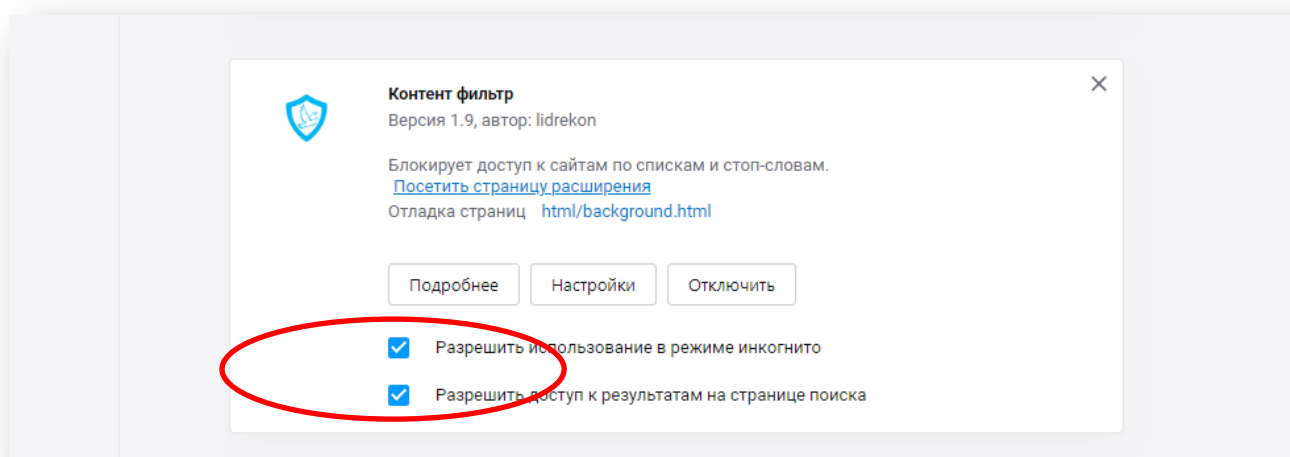 Контент фильтр
Версия 1.9, автор: lidrekon
Блокирует доступ к сайтам по спискам и стоп-словам.
Посетить страницу расширения
Отладка страниц html/background.html
Подробнее Настройки Отключить
Разрешить использование в режиме инкогнито
Разрешить доступ к результатам на странице поиска